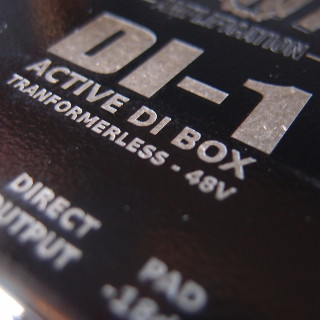 DI-1
ACTIVE DI BOX
TRANFORMERLESS - 48V
DIRECT
OUTPUT
PAD